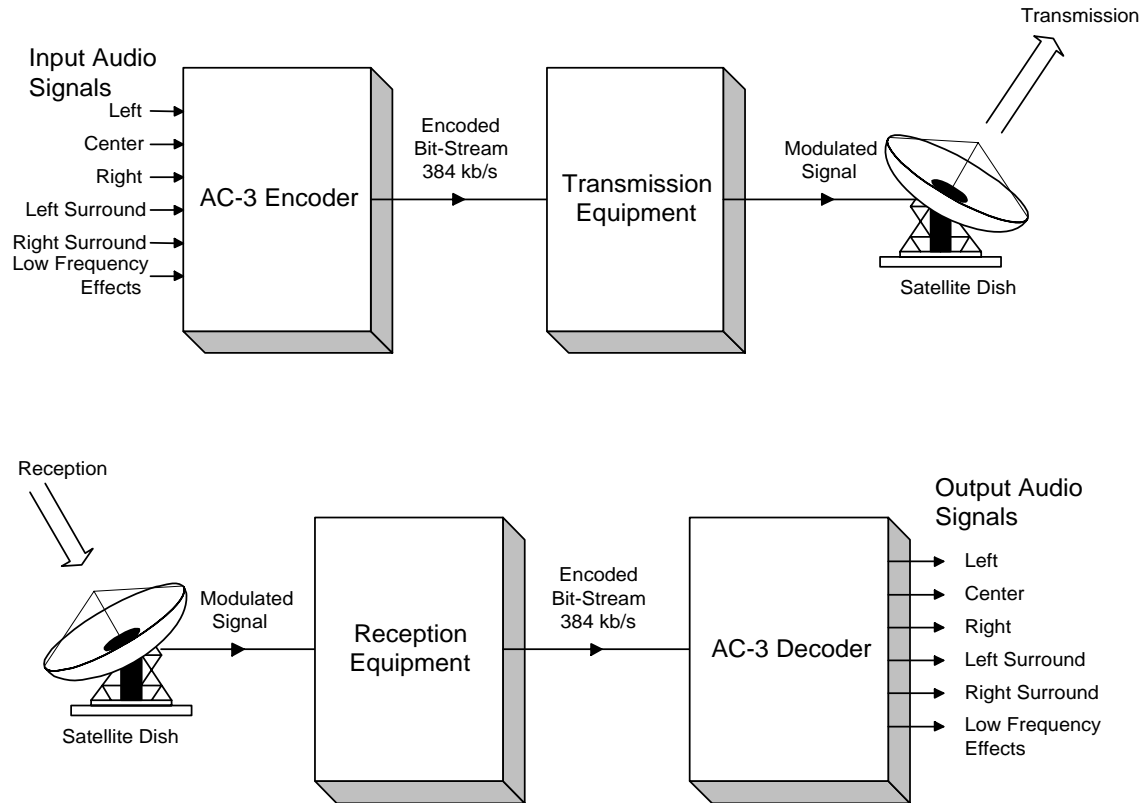 Transmission
Input Audio
Signals
Left
Center
Right
Left Surround
Right Surround
Low Frequency
Effects
AC-3 Encoder
Encoded
Bit-Stream
384 kb/s
Transmission
Equipment
Modulated
Signal
Satellite Dish
Reception
Satellite Dish
Modulated
Signal
Reception
Equipment
Encoded
Bit-Stream
384 kb/s
AC-3 Decoder
Output Audio
Signals
Left
Center
Right
Left Surround
Right Surround
Low Frequency
Effects